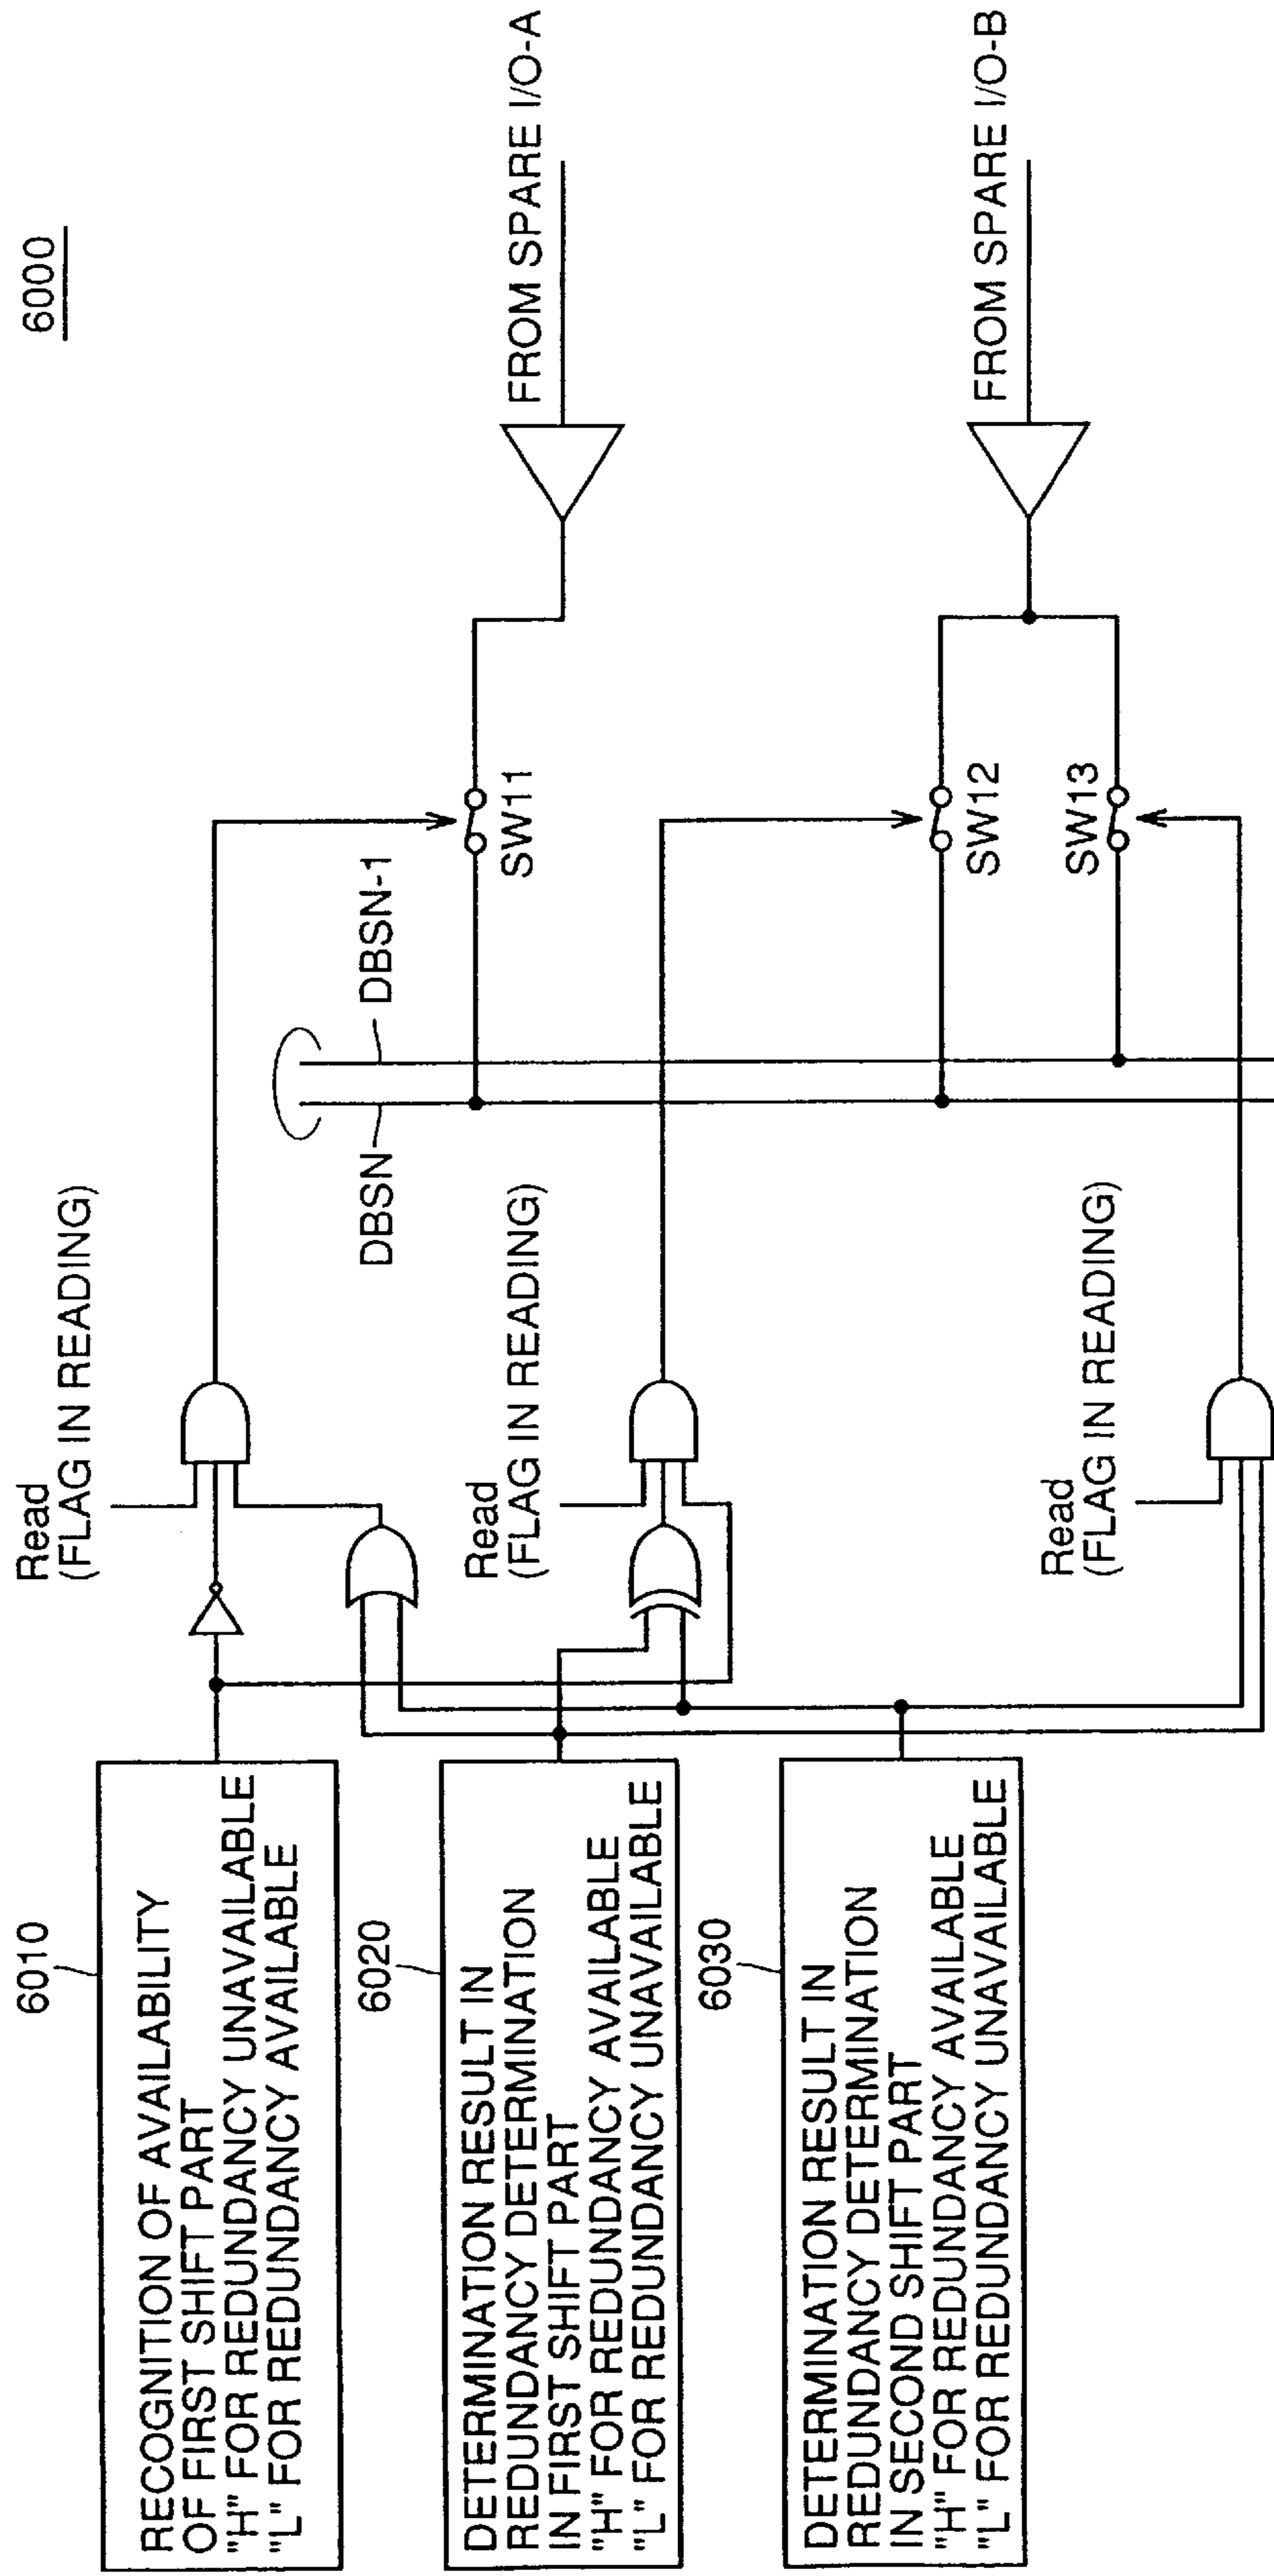 6000
6010
RECOGNITION OF AVAILABILITY
OF FIRST SHIFT PART
"H" FOR REDUNDANCY UNAVAILABLE
"L" FOR REDUNDANCY AVAILABLE
Read
(FLAG IN READING)
DBSN
DBSN-1
SW11
FROM SPARE I/O-A
6020
DETERMINATION RESULT IN
REDUNDANCY DETERMINATION
IN FIRST SHIFT PART
"H" FOR REDUNDANCY AVAILABLE
"L" FOR REDUNDANCY UNAVAILABLE
Read
(FLAG IN READING)
SW12
FROM SPARE I/O-B
6030
DETERMINATION RESULT IN
REDUNDANCY DETERMINATION
IN SECOND SHIFT PART
"H" FOR REDUNDANCY AVAILABLE
"L" FOR REDUNDANCY UNAVAILABLE
Read
(FLAG IN READING)
SW13